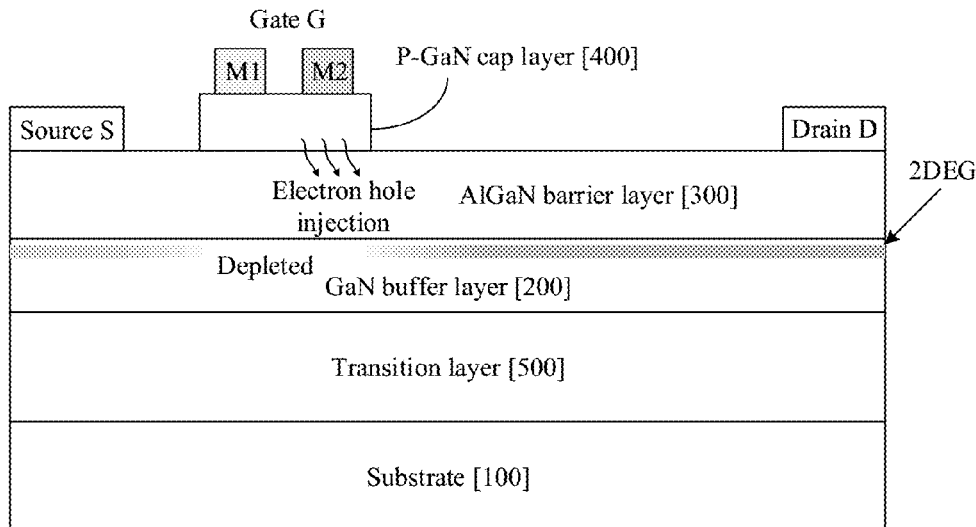 Gate G
M1
M2
P-GaN cap layer [400]
Source S
Drain D
2DEG
Electron hole
injection
AlGaN barrier layer [300]
Depleted
GaN buffer layer [200]
Transition layer [500]
Substrate [100]